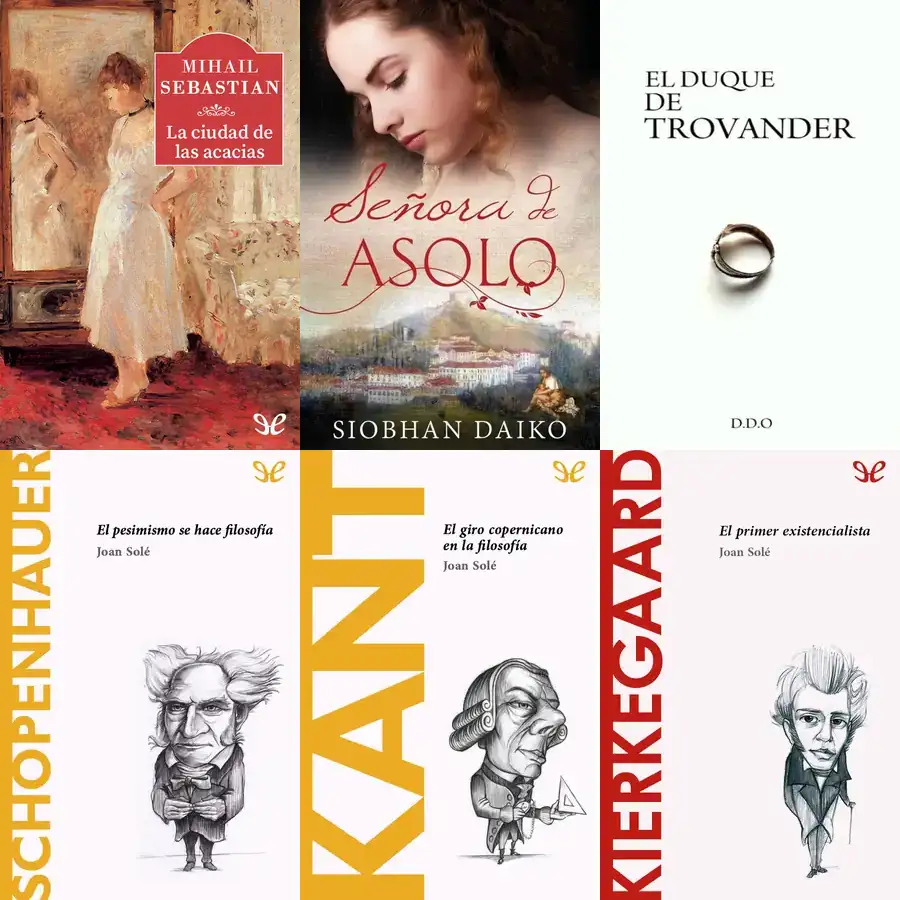 MIHAIL
SEBASTIAN
La ciudad de
las acacias
Señora de
ASOLO
SIOBHAN DAIKO
EL DUQUE
DE
TROVANDER
D.D.O
SCHOPENHAUER
El pesimismo se hace filosofía
Joan Solé
KANT
El giro copernicano
en la filosofía
Joan Solé
KIERKEGAARD
El primer existencialista
Joan Solé